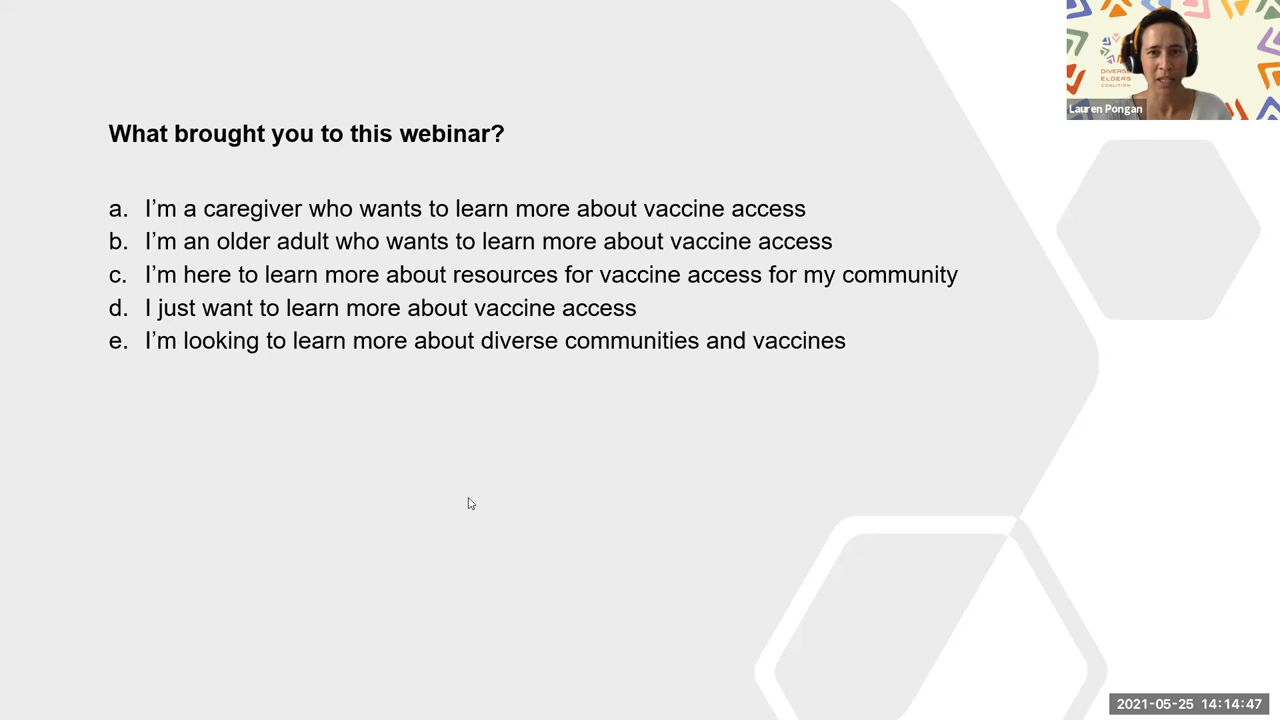 What brought you to this webinar?
a. I'm a caregiver who wants to learn more about vaccine access
b. I'm an older adult who wants to learn more about vaccine access
c. I'm here to learn more about resources for vaccine access for my community
d. I just want to learn more about vaccine access
e. I'm looking to learn more about diverse communities and vaccines
DIVERSE
ELDERS
COALITION
Lauren Pongan
2021-05-25 14:14:47